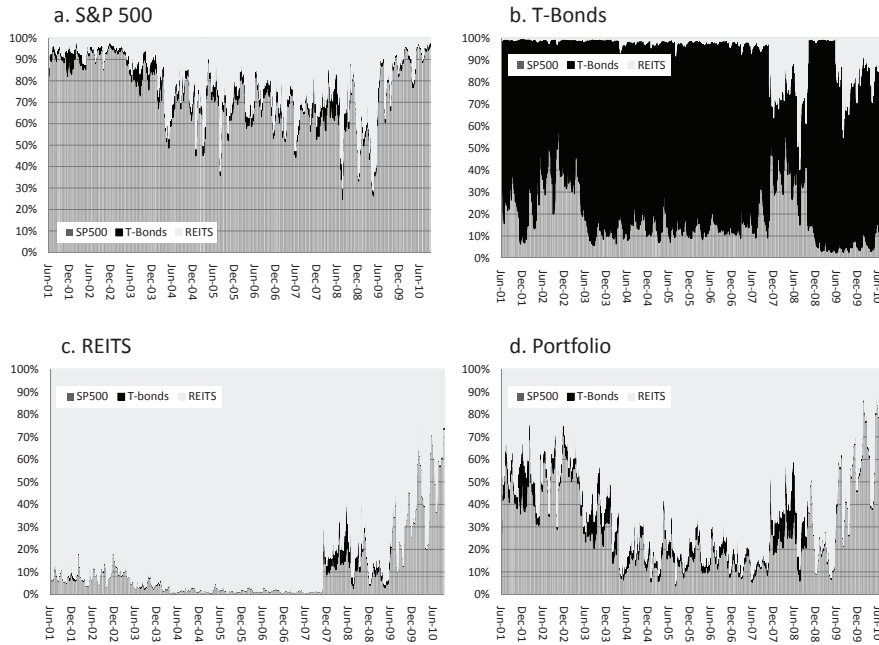 a. S&P 500
100%
90%
80%
70%
60%
50%
40%
30%
20%
10%
0%
SP500 T-Bonds REITS
Jun-01
Dec-01
Jun-02
Dec-02
Jun-03
Dec-03
Jun-04
Dec-04
Jun-05
Dec-05
Jun-06
Dec-06
Jun-07
Dec-07
Jun-08
Dec-08
Jun-09
Dec-09
Jun-10
b. T-Bonds
100%
90%
80%
70%
60%
50%
40%
30%
20%
10%
0%
SP500 T-Bonds REITS
Jun-01
Dec-01
Jun-02
Dec-02
Jun-03
Dec-03
Jun-04
Dec-04
Jun-05
Dec-05
Jun-06
Dec-06
Jun-07
Dec-07
Jun-08
Dec-08
Jun-09
Dec-09
Jun-10
c. REITS
100%
90%
80%
70%
60%
50%
40%
30%
20%
10%
0%
SP500 T-bonds REITS
Jun-01
Dec-01
Jun-02
Dec-02
Jun-03
Dec-03
Jun-04
Dec-04
Jun-05
Dec-05
Jun-06
Dec-06
Jun-07
Dec-07
Jun-08
Dec-08
Jun-09
Dec-09
Jun-10
d. Portfolio
100%
90%
80%
70%
60%
50%
40%
30%
20%
10%
0%
SP500 T-Bonds REITS
Jun-01
Dec-01
Jun-02
Dec-02
Jun-03
Dec-03
Jun-04
Dec-04
Jun-05
Dec-05
Jun-06
Dec-06
Jun-07
Dec-07
Jun-08
Dec-08
Jun-09
Dec-09
Jun-10